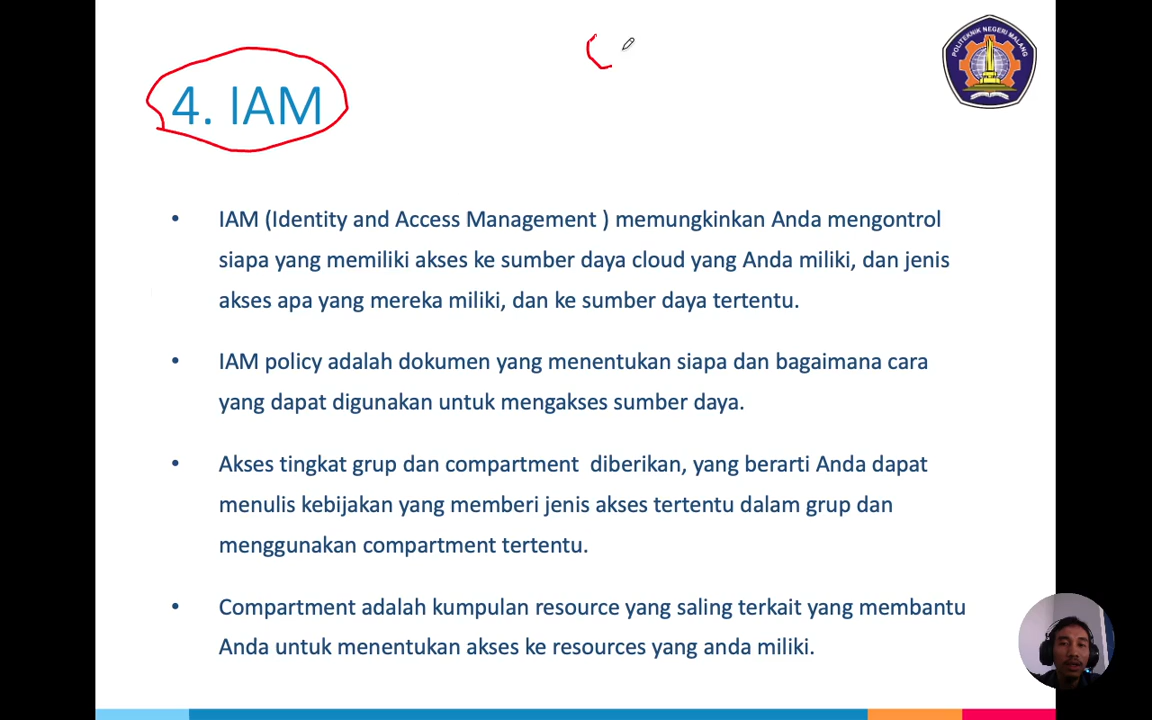 POLITEKNIK NEGERI MALANG
4. IAM
• IAM (Identity and Access Management ) memungkinkan Anda mengontrol
siapa yang memiliki akses ke sumber daya cloud yang Anda miliki, dan jenis
akses apa yang mereka miliki, dan ke sumber daya tertentu.
• IAM policy adalah dokumen yang menentukan siapa dan bagaimana cara
yang dapat digunakan untuk mengakses sumber daya.
• Akses tingkat grup dan compartment diberikan, yang berarti Anda dapat
menulis kebijakan yang memberi jenis akses tertentu dalam grup dan
menggunakan compartment tertentu.
• Compartment adalah kumpulan resource yang saling terkait yang membantu
Anda untuk menentukan akses ke resources yang anda miliki.